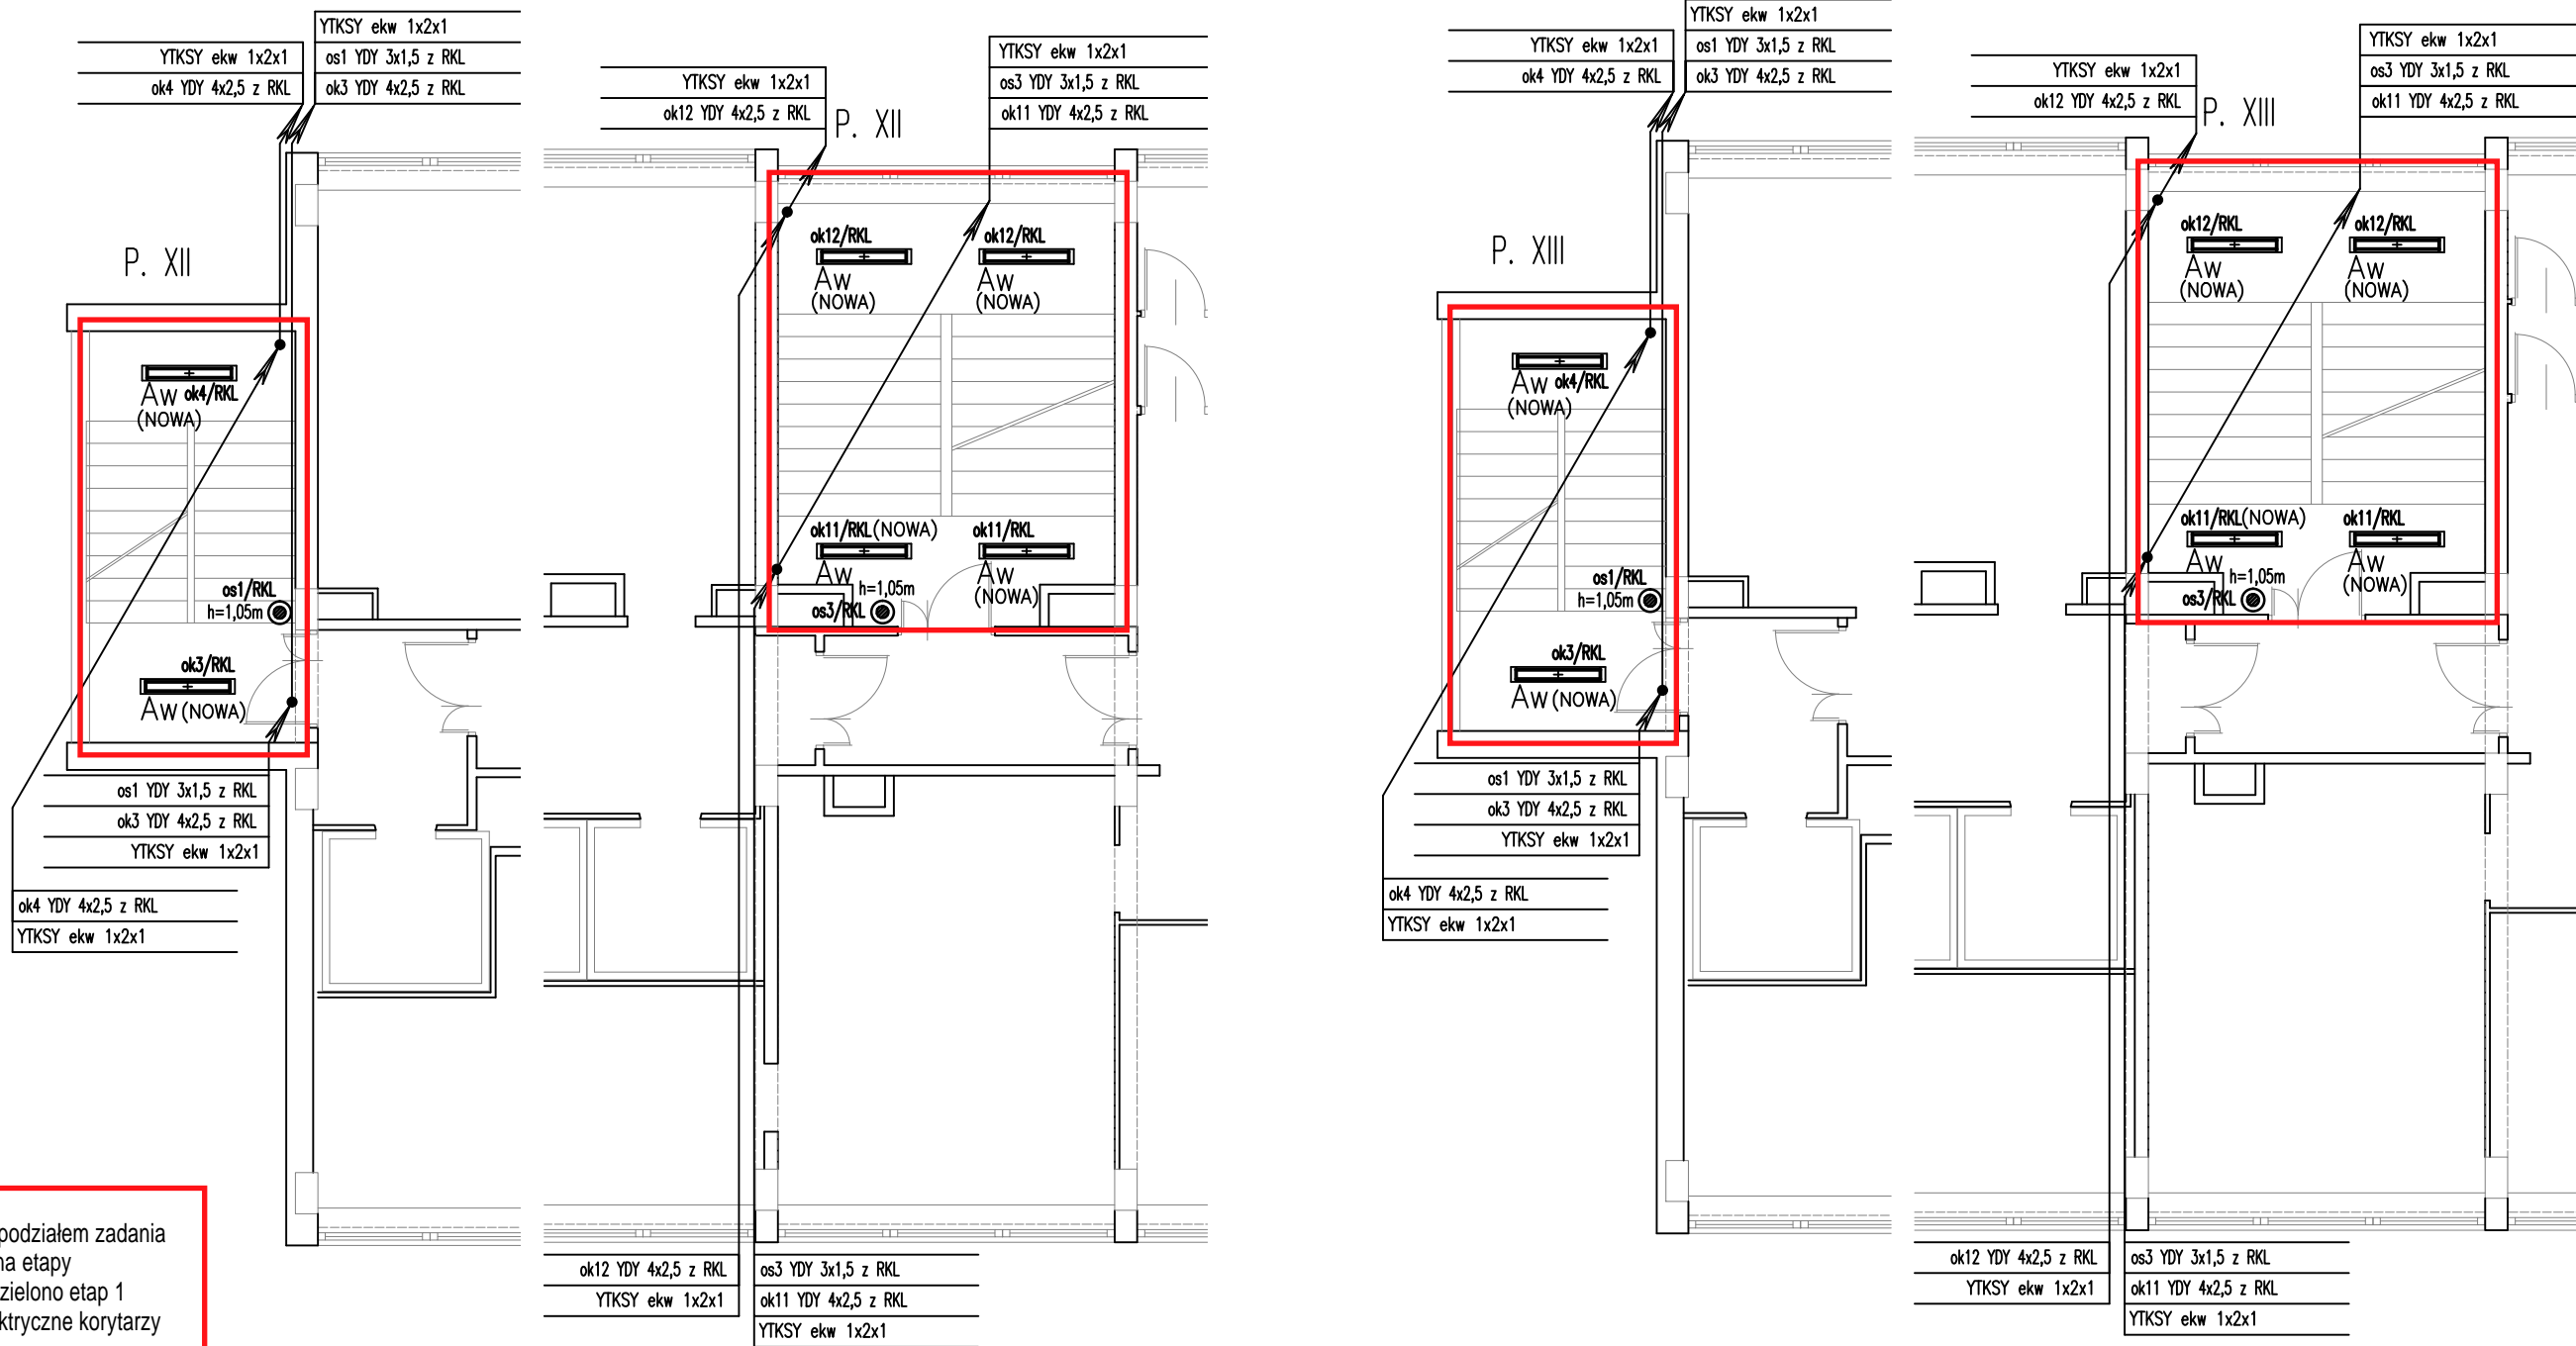 YTKSY ekw 1x2x1
ok4 YDY 4x2,5 z RKL
YTKSY ekw 1x2x1
os1 YDY 3x1,5 z RKL
ok3 YDY 4x2,5 z RKL
P. XII
Aw ok4/RKL
(NOWA)
os1/RKL
h=1,05m
ok3/RKL
Aw (NOWA)
os1 YDY 3x1,5 z RKL
ok3 YDY 4x2,5 z RKL
YTKSY ekw 1x2x1
ok4 YDY 4x2,5 z RKL
YTKSY ekw 1x2x1
podziałem zadania
na etapy
zielono etap 1
ktryczne korytarzy
YTKSY ekw 1x2x1
ok12 YDY 4x2,5 z RKL
P. XII
YTKSY ekw 1x2x1
os3 YDY 3x1,5 z RKL
ok11 YDY 4x2,5 z RKL
ok12/RKL
Aw
(NOWA)
ok12/RKL
Aw
(NOWA)
ok11/RKL (NOWA)
Aw
h=1,05m
os3/RKL
ok11/RKL
Aw
(NOWA)
ok12 YDY 4x2,5 z RKL
YTKSY ekw 1x2x1
os3 YDY 3x1,5 z RKL
ok11 YDY 4x2,5 z RKL
YTKSY ekw 1x2x1
YTKSY ekw 1x2x1
ok4 YDY 4x2,5 z RKL
YTKSY ekw 1x2x1
os1 YDY 3x1,5 z RKL
ok3 YDY 4x2,5 z RKL
P. XIII
Aw ok4/RKL
(NOWA)
os1/RKL
h=1,05m
ok3/RKL
Aw (NOWA)
os1 YDY 3x1,5 z RKL
ok3 YDY 4x2,5 z RKL
YTKSY ekw 1x2x1
ok4 YDY 4x2,5 z RKL
YTKSY ekw 1x2x1
YTKSY ekw 1x2x1
ok12 YDY 4x2,5 z RKL
P. XIII
YTKSY ekw 1x2x1
os3 YDY 3x1,5 z RKL
ok11 YDY 4x2,5 z RKL
ok12/RKL
Aw
(NOWA)
ok12/RKL
Aw
(NOWA)
ok11/RKL (NOWA)
Aw
h=1,05m
os3/RKL
ok11/RKL
Aw
(NOWA)
ok12 YDY 4x2,5 z RKL
YTKSY ekw 1x2x1
os3 YDY 3x1,5 z RKL
ok11 YDY 4x2,5 z RKL
YTKSY ekw 1x2x1